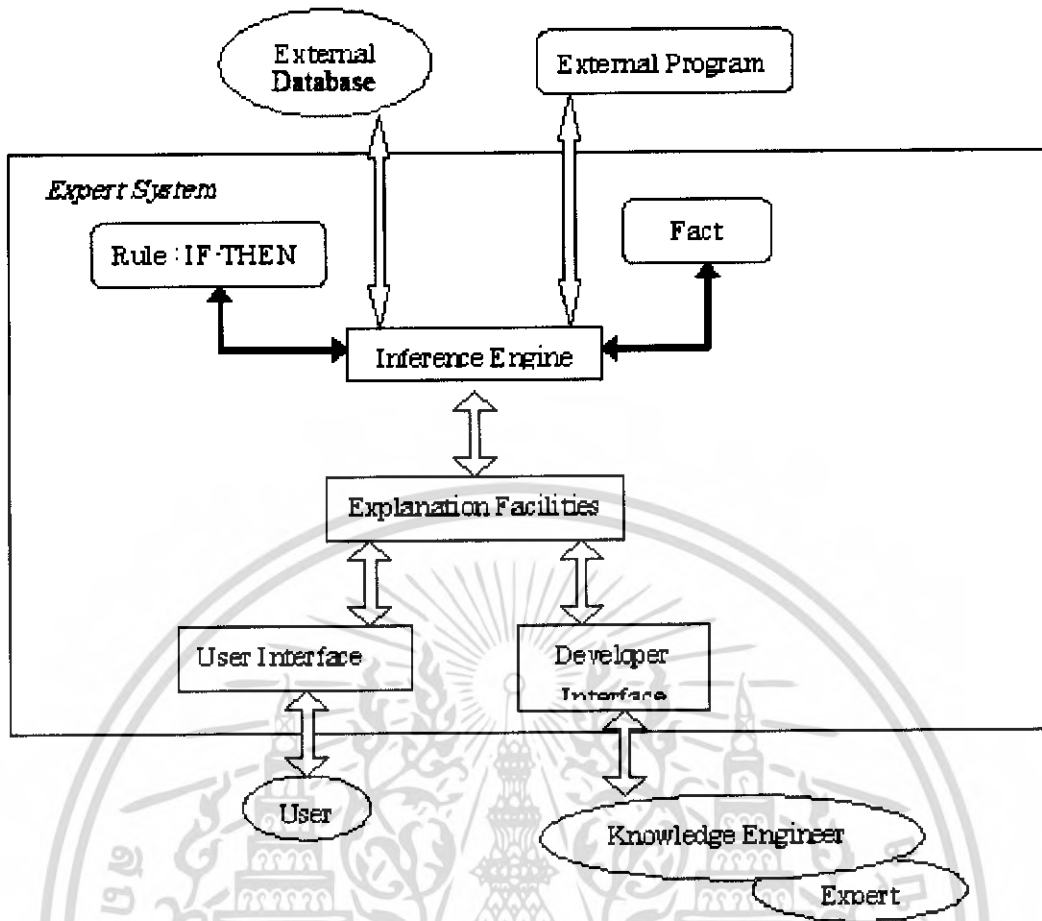 External
Database
External Program
Expert System
Rule : IF-THEN
Fact
Inference Engine
Explanation Facilities
User Interface
Developer
Interface
User
Knowledge Engineer
Expert